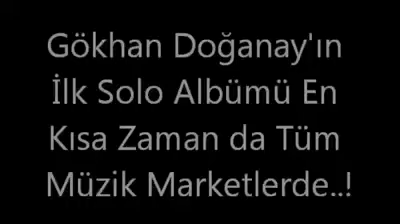 Gökhan Doğanay'ın
İlk Solo Albümü En
Kısa Zaman da Tüm
Müzik Marketlerde..!